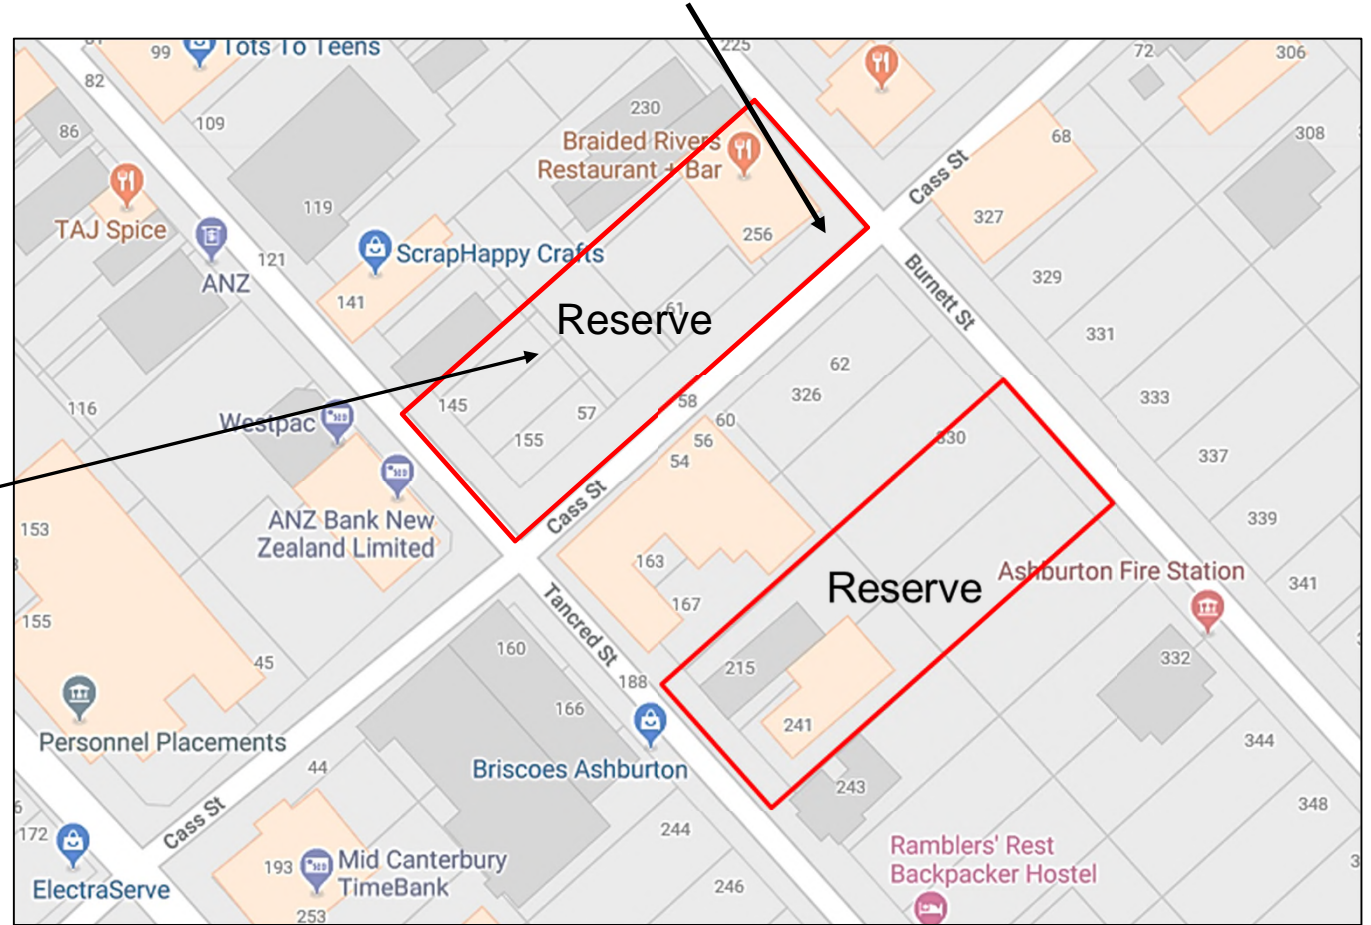 225
99
Tots To Teens
72
306
82
109
230
86
Braided Rivers
Restaurant + Bar
68
308
Cass St
119
327
TAJ Spice
256
ANZ
121
ScrapHappy Crafts
Burnett St
329
141
61
Reserve
331
62
326
333
116
145
57
58
60
Westpac
155
56
54
330
337
ANZ Bank New
Zealand Limited
Cass St
339
153
163
Reserve
Ashburton Fire Station
341
155
167
Tancred St
160
45
215
332
188
166
241
Personnel Placements
344
44
Briscoes Ashburton
243
348
Cass St
172
244
193
Mid Canterbury
TimeBank
Ramblers' Rest
Backpacker Hostel
ElectraServe
246
253